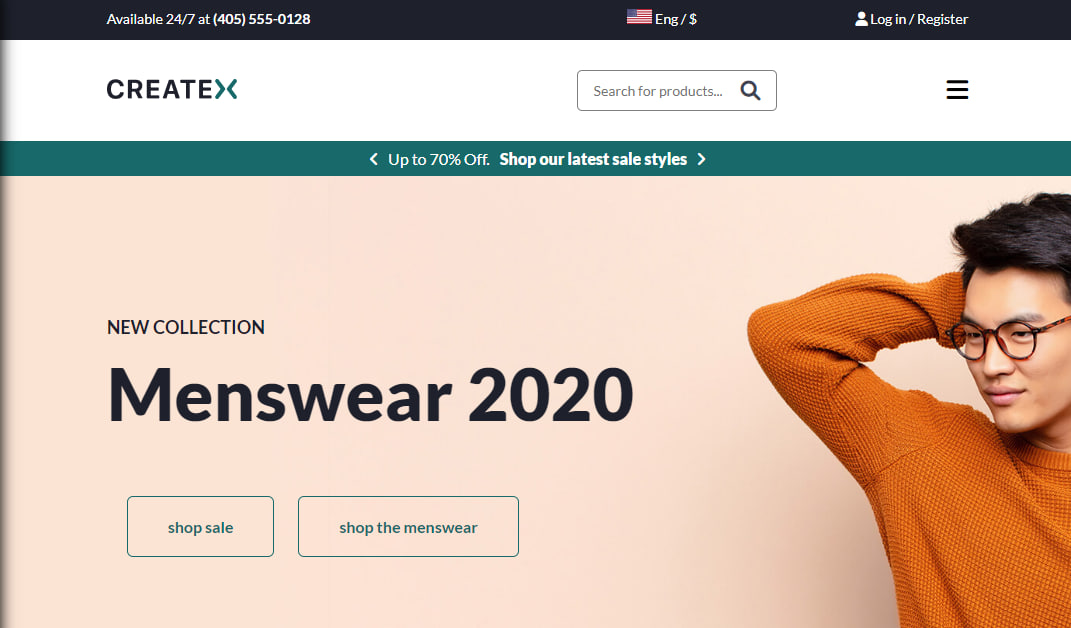 Available 24/7 at (405) 555-0128
Eng / $
Log in / Register
CREATEX
Search for products...
Up to 70% Off. Shop our latest sale styles
NEW COLLECTION
Menswear 2020
shop sale
shop the menswear